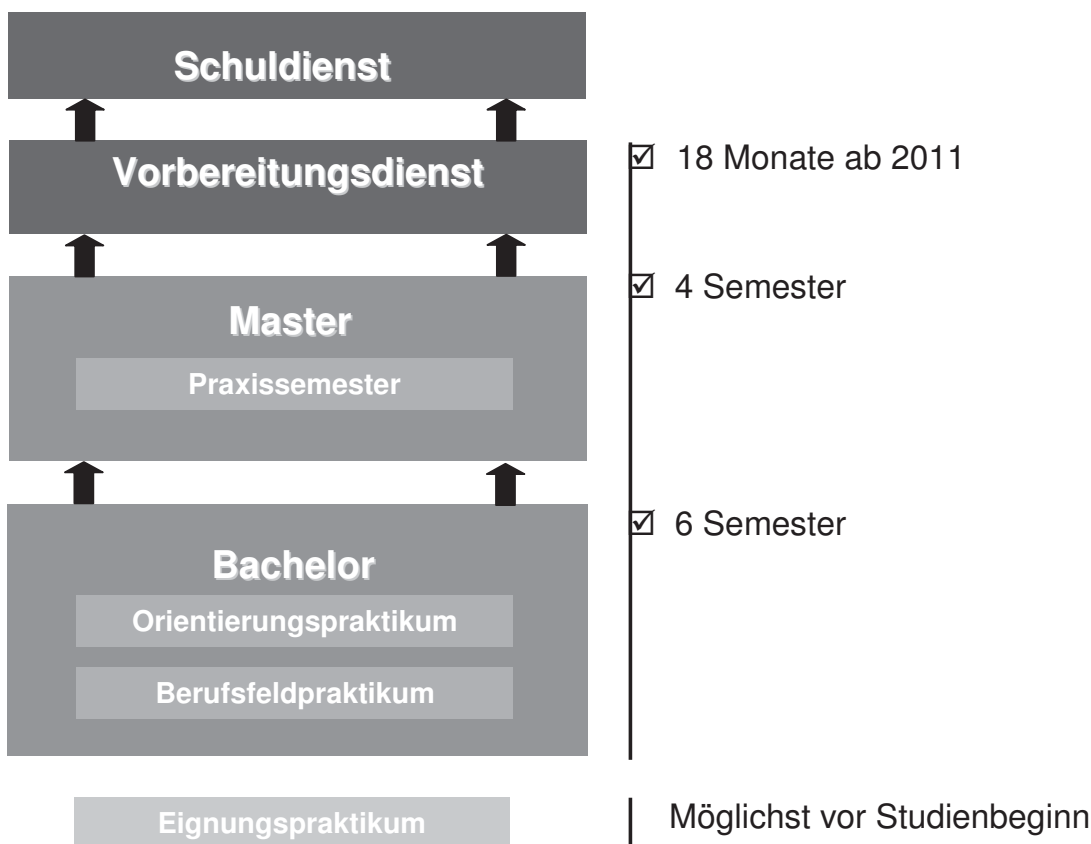 Schuldienst
Vorbereitungsdienst
☑ 18 Monate ab 2011
☑ 4 Semester
Master
Praxissemester
☑ 6 Semester
Bachelor
Orientierungspraktikum
Berufsfeldpraktikum
Eignungspraktikum
Möglichst vor Studienbeginn